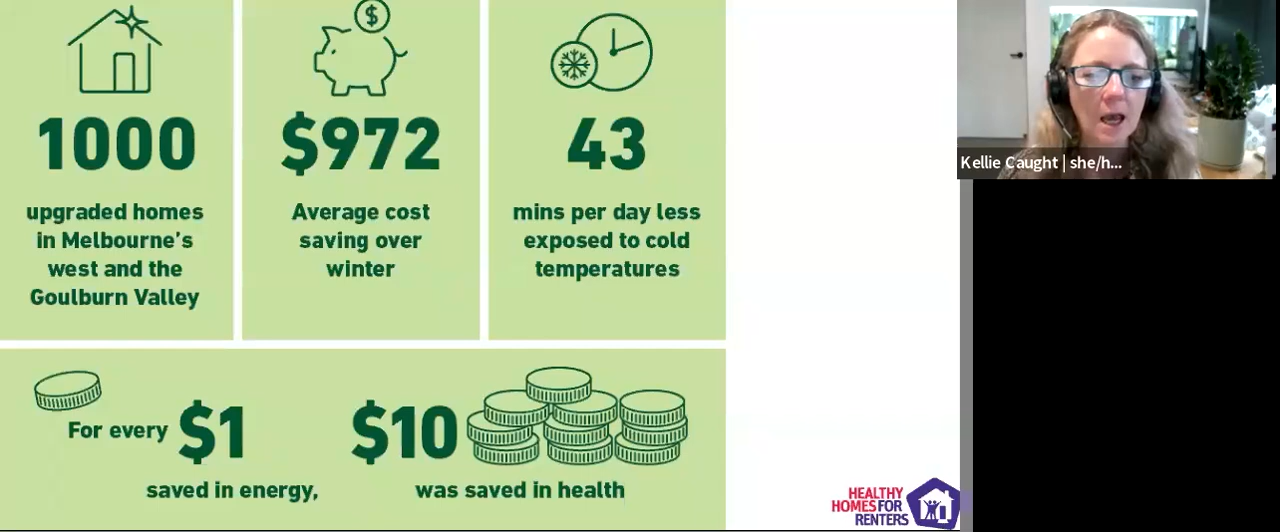 $
1000
upgraded homes
in Melbourne's
west and the
Goulburn Valley
$972
Average cost
saving over
winter
43
mins per day less
exposed to cold
temperatures
For every $1
saved in energy,
$10
was saved in health
HEALTHY
HOMESFOR
RENTERS
Kellie Caught | she/h...